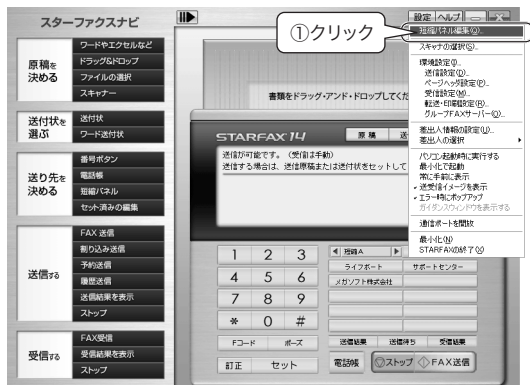 スターファクスナビ
原稿を
決める
ワードやエクセルなど
ドラッグ&ドロップ
ファイルの選択
スキャナー
送付状を
選ぶ
送付状
ワード送付状
送り先を
決める
番号ボタン
電話帳
短縮パネル
セット済みの編集
送信する
FAX 送信
割り込み送信
予約送信
履歴送信
送信結果を表示
ストップ
受信する
FAX受信
受信結果を表示
ストップ
設定 ヘルプ
①クリック
書類をドラッグ・アンド・ドロップしてくだ
STARFAX 14
原 稿
送
送信が可能です。 (受信は手動)
送信する場合は、送信原稿または送付状をセットして
1 2 3
4 5 6
7 8 9
* 0 #
Fコード ポーズ
訂正 セット
短縮A
ライフボート サポートセンター
メガソフト株式会社
送信結果 送信待ち 受信結果
電話帳 ストップ FAX送信
短縮パネル編集(Q)...
スキャナの選択(S)...
環境設定(I)...
送信設定(D)...
ページヘッダ設定(P)...
受信設定(M)...
転送・印刷設定(R)...
グループFAXサーバー(O)...
差出人情報の設定(U)...
差出人の選択
パソコン起動時に実行する
最小化で起動
常に手前に表示
送受信イメージを表示
エラー時にポップアップ
ガイダンスウィンドウを表示する
通信ポートを開放
最小化(N)
STARFAXの終了(X)